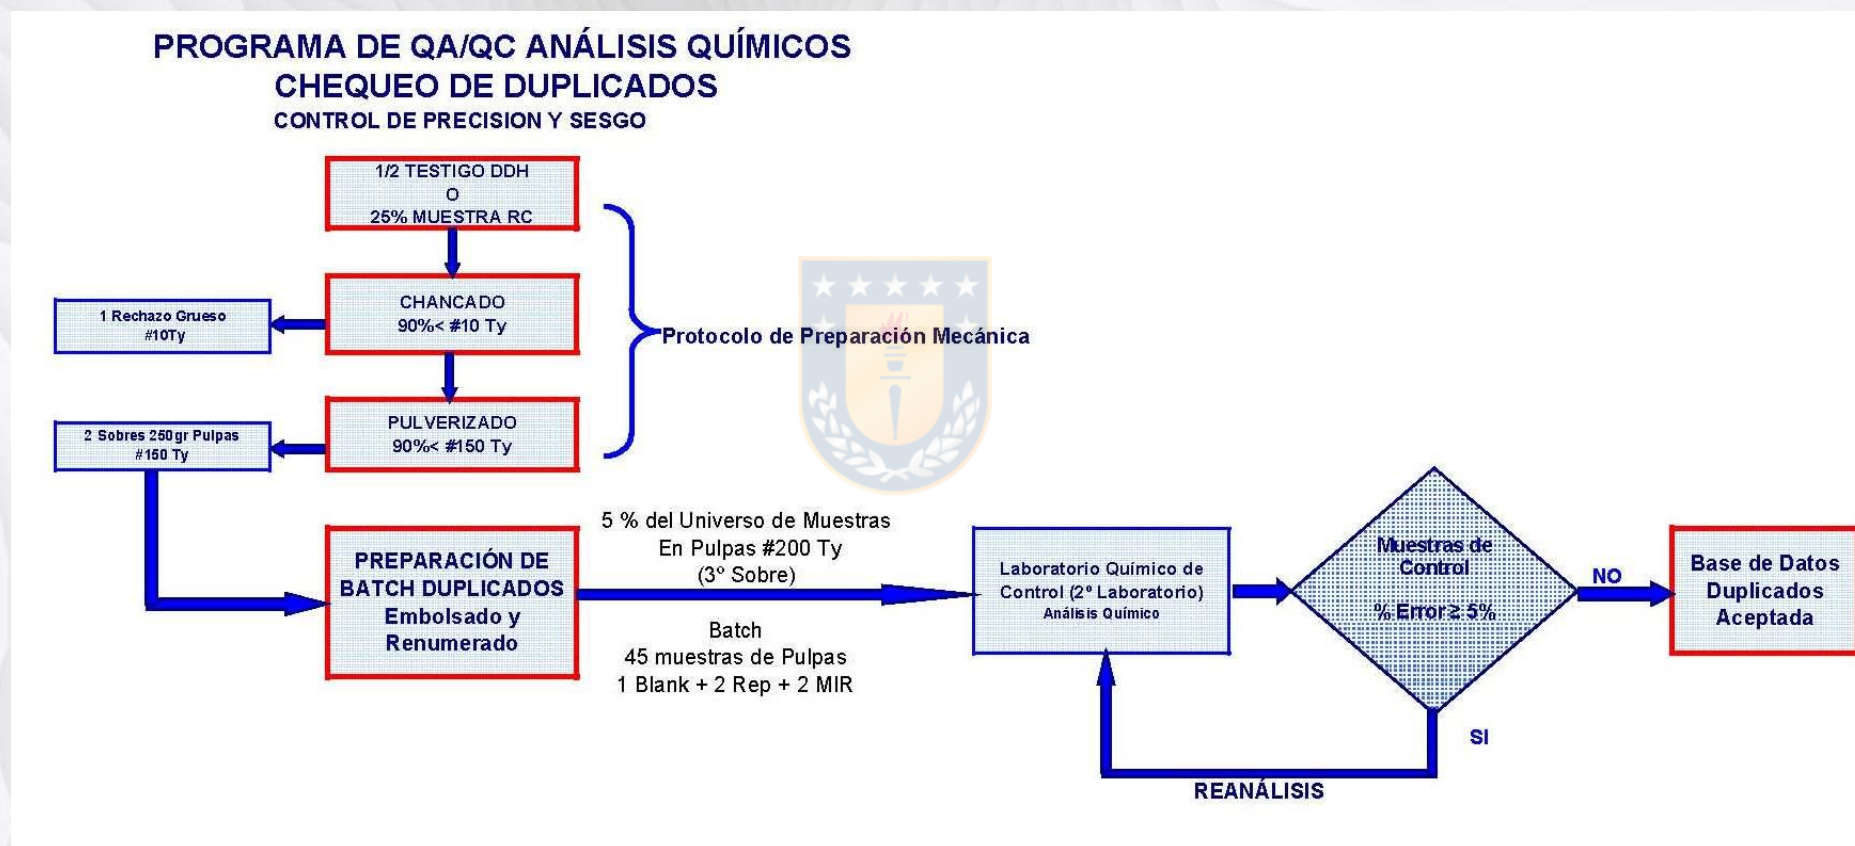 PROGRAMA DE QA/QC ANÁLISIS QUÍMICOS
CHEQUEO DE DUPLICADOS
CONTROL DE PRECISION Y SESGO
1/2 TESTIGO DDH
O
25% MUESTRA RC
CHANCADO
90%< #10 Ty
1 Rechazo Grueso
#10Ty
Protocolo de Preparación Mecánica
PULVERIZADO
90%< #150 Ty
2 Sobres 250gr Pulpas
#150 Ty
PREPARACIÓN DE
BATCH DUPLICADOS
Embolsado y
Renumerado
5 % del Universo de Muestras
En Pulpas #200 Ty
(3º Sobre)
Batch
45 muestras de Pulpas
1 Blank + 2 Rep + 2 MIR
Laboratorio Químico de
Control (2º Laboratorio)
Análisis Químico
Muestras de
Control
% Error ≥ 5%
NO
Base de Datos
Duplicados
Aceptada
SI
REANÁLISIS